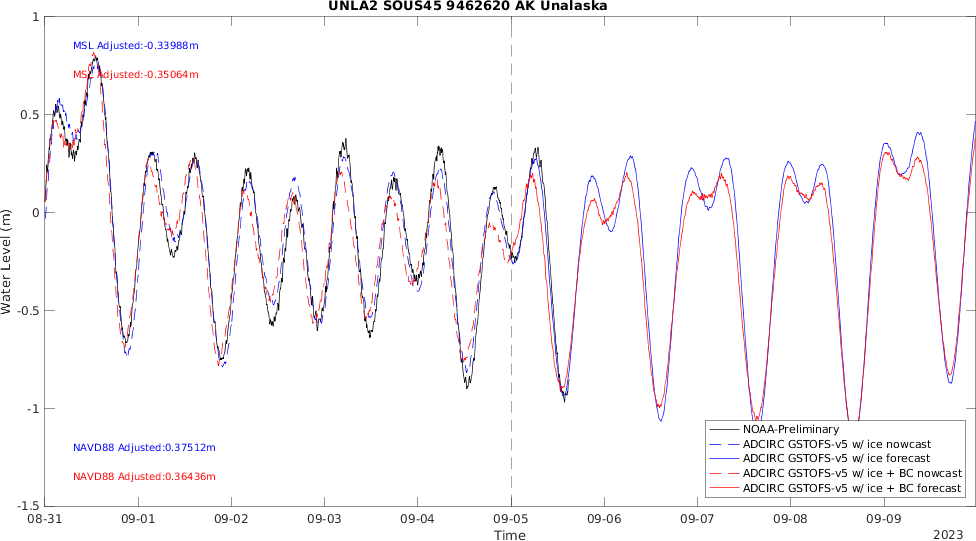 UNLA2 SOUS45 9462620 AK Unalaska
1
0.5
0
-0.5
-1
-1.5
Water Level (m)
MSL Adjusted:-0.33988m
MSL Adjusted:-0.35064m
NAVD88 Adjusted:0.37512m
NAVD88 Adjusted:0.36436m
NOAA-Preliminary
ADCIRC GSTOFS-v5 w/ ice nowcast
ADCIRC GSTOFS-v5 w/ ice forecast
ADCIRC GSTOFS-v5 w/ ice + BC nowcast
ADCIRC GSTOFS-v5 w/ ice + BC forecast
08-31 09-01 09-02 09-03 09-04 09-05 09-06 09-07 09-08 09-09
Time
2023